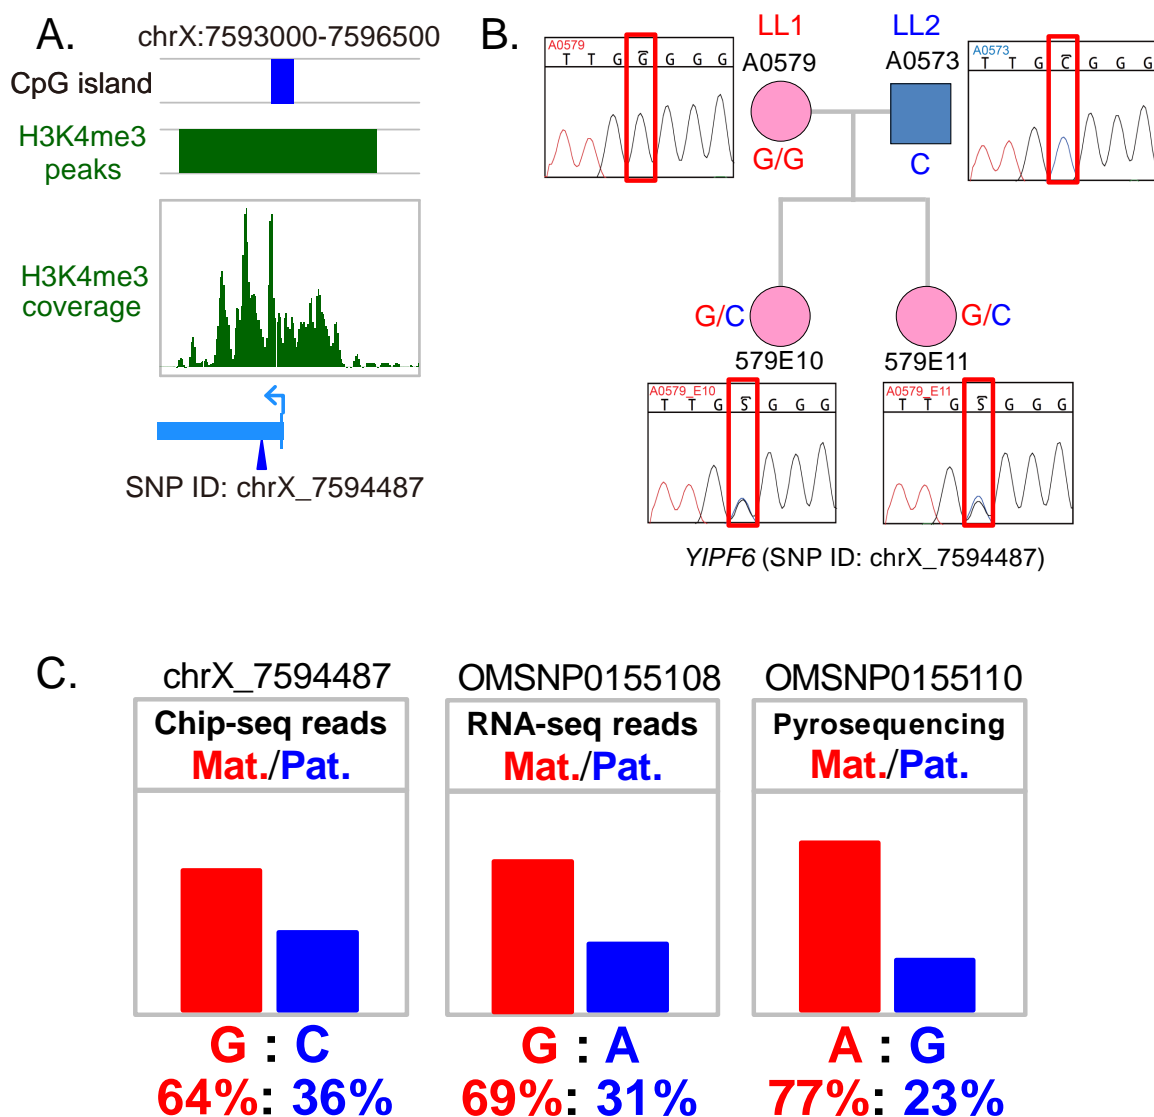 A.
chrX:7593000-7596500
CpG island
H3K4me3
peaks
H3K4me3
coverage
SNP ID: chrX_7594487
B.
A0579
T T G G G G G
LL1
A0579
G/G
LL2
A0573
C
A0573
T T G C G G G
G/C
579E10
G/C
579E11
A0579_E10
T T G S G G G
A0579_E11
T T G S G G G
YIPF6 (SNP ID: chrX_7594487)
C.
chrX_7594487
Chip-seq reads
Mat./Pat.
G : C
64%: 36%
OMSNP0155108
RNA-seq reads
Mat./Pat.
G : A
69%: 31%
OMSNP0155110
Pyrosequencing
Mat./Pat.
A : G
77%: 23%